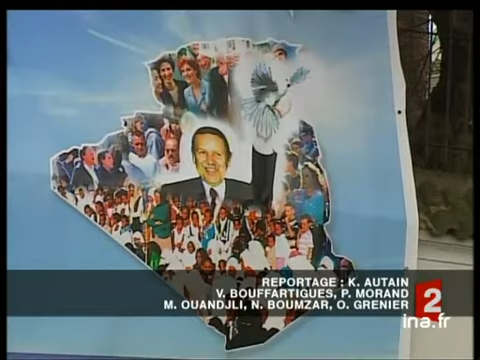 REPORTAGE : K. AUTAIN
V. BOUFFARTIGUES, P. MORAND
M. OUANDJLI, N. BOUMZAR, O. GRENIER
2
ina.fr